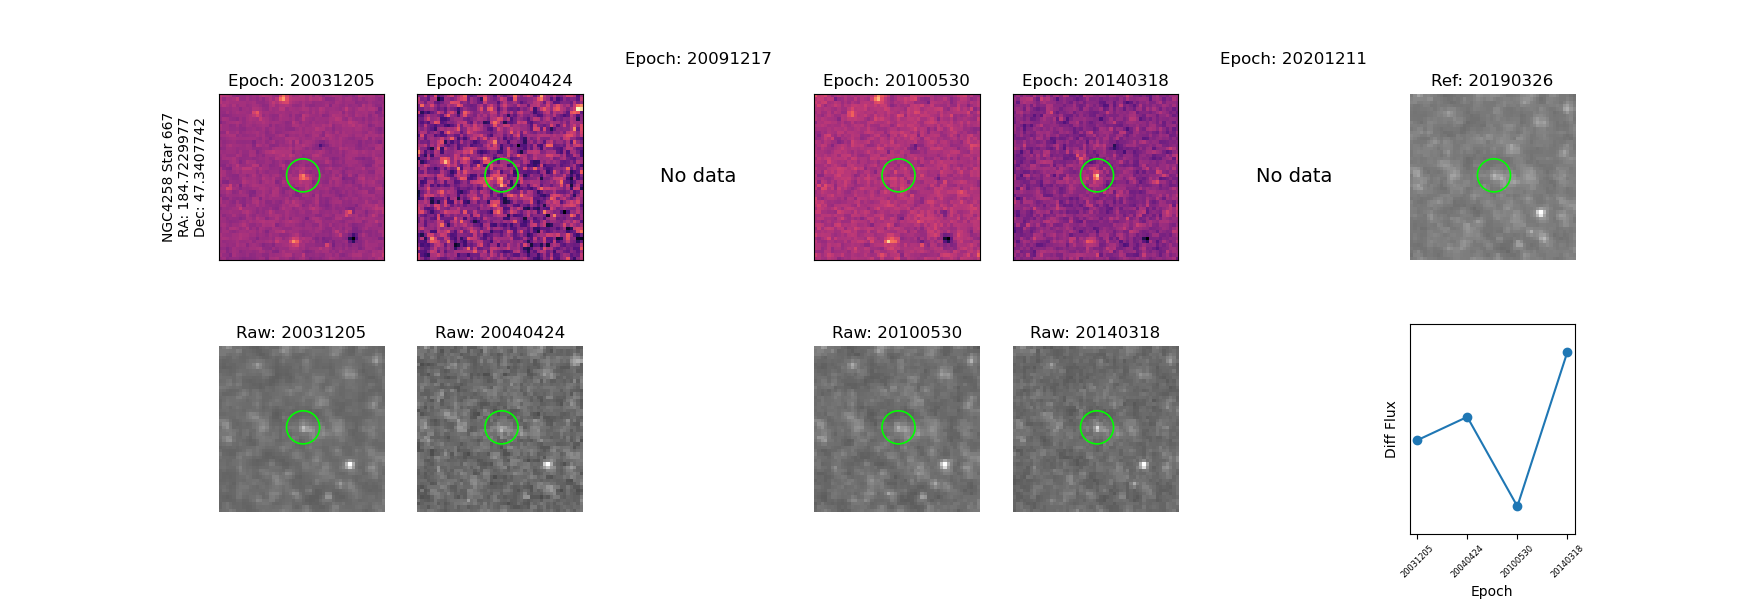 Epoch: 20091217
Epoch: 20201211
Epoch: 20031205
Epoch: 20040424
Epoch: 20100530
Epoch: 20140318
Ref: 20190326
NGC4258 Star 667
RA: 184.7229977
Dec: 47.3407742
No data
No data
Raw: 20031205
Raw: 20040424
Raw: 20100530
Raw: 20140318
Diff Flux
20031205
20040424
20100530
20140318
Epoch